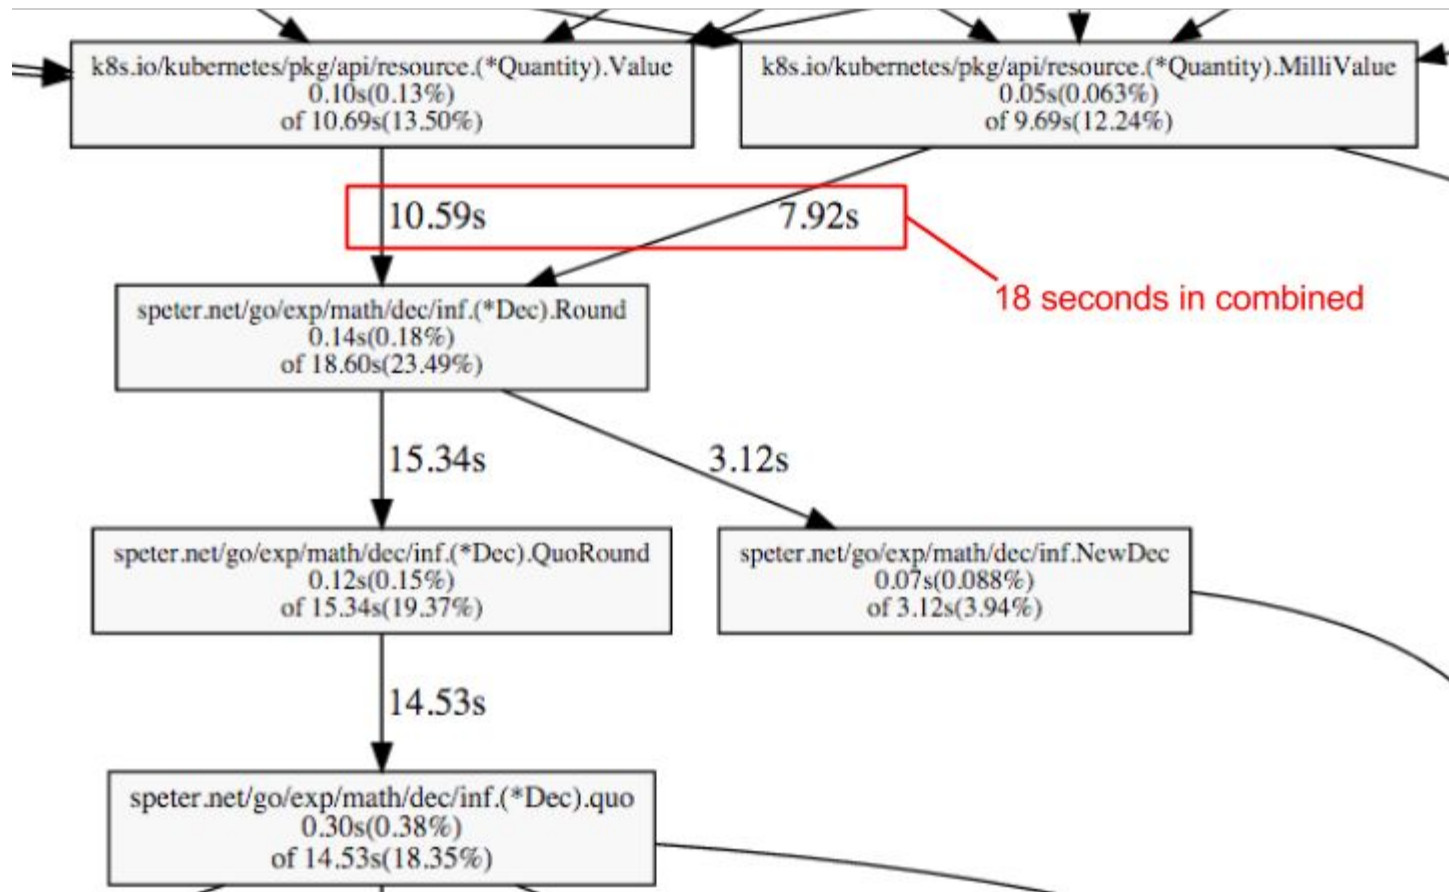 k8s.io/kubernetes/pkg/api/resource.(*Quantity).Value
0.10s(0.13%)
of 10.69s(13.50%)
k8s.io/kubernetes/pkg/api/resource.(*Quantity).MilliValue
0.05s(0.063%)
of 9.69s(12.24%)
10.59s
7.92s
18 seconds in combined
speter.net/go/exp/math/dec/inf.(*Dec).Round
0.14s(0.18%)
of 18.60s(23.49%)
15.34s
3.12s
speter.net/go/exp/math/dec/inf.(*Dec).QuoRound
0.12s(0.15%)
of 15.34s(19.37%)
speter.net/go/exp/math/dec/inf.NewDec
0.07s(0.088%)
of 3.12s(3.94%)
14.53s
speter.net/go/exp/math/dec/inf.(*Dec).quo
0.30s(0.38%)
of 14.53s(18.35%)